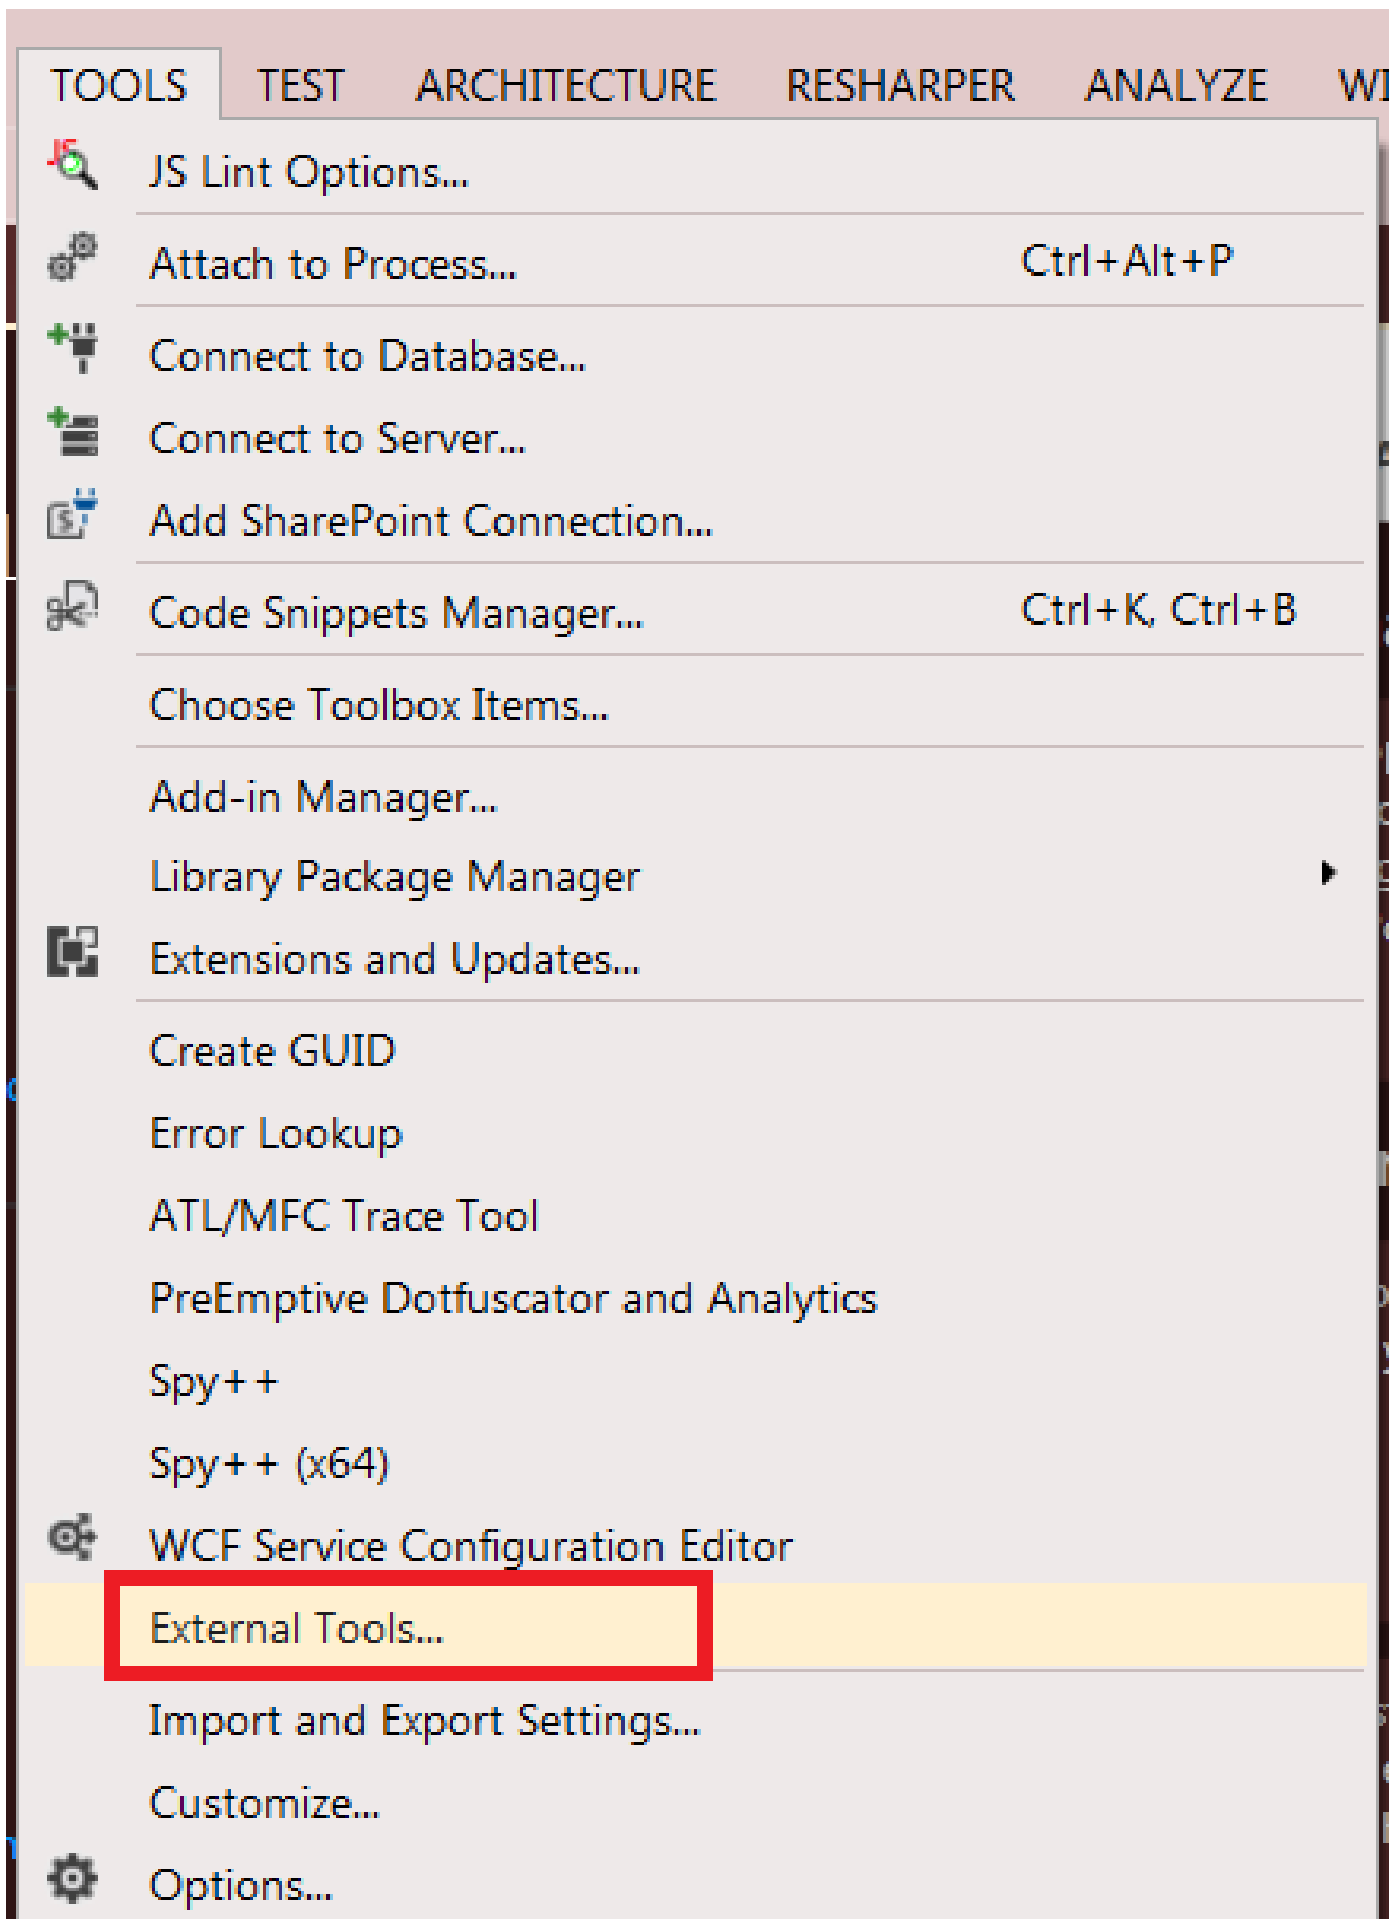 TOOLS TEST ARCHITECTURE RESHARPER ANALYZE
JS Lint Options...
Attach to Process... Ctrl+Alt+P
Connect to Database...
Connect to Server...
Add SharePoint Connection...
Code Snippets Manager... Ctrl+K, Ctrl+B
Choose Toolbox Items...
Add-in Manager...
Library Package Manager
Extensions and Updates...
Create GUID
Error Lookup
ATL/MFC Trace Tool
PreEmptive Dotfuscator and Analytics
Spy++
Spy++ (x64)
WCF Service Configuration Editor
External Tools...
Import and Export Settings...
Customize...
Options...